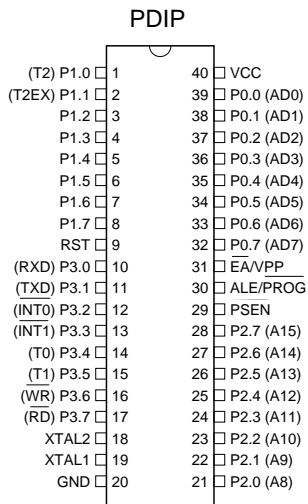 PDIP
(T2) P1.0 1 40 VCC
(T2EX) P1.1 2 39 P0.0 (AD0)
P1.2 3 38 P0.1 (AD1)
P1.3 4 37 P0.2 (AD2)
P1.4 5 36 P0.3 (AD3)
P1.5 6 35 P0.4 (AD4)
P1.6 7 34 P0.5 (AD5)
P1.7 8 33 P0.6 (AD6)
RST 9 32 P0.7 (AD7)
(RXD) P3.0 10 31 E̅A̅/VPP
(TXD) P3.1 11 30 ALE/P̅R̅O̅G̅
(I̅N̅T̅0̅) P3.2 12 29 P̅S̅E̅N̅
(I̅N̅T̅1̅) P3.3 13 28 P2.7 (A15)
(T0) P3.4 14 27 P2.6 (A14)
(T1) P3.5 15 26 P2.5 (A13)
(W̅R̅) P3.6 16 25 P2.4 (A12)
(R̅D̅) P3.7 17 24 P2.3 (A11)
XTAL2 18 23 P2.2 (A10)
XTAL1 19 22 P2.1 (A9)
GND 20 21 P2.0 (A8)